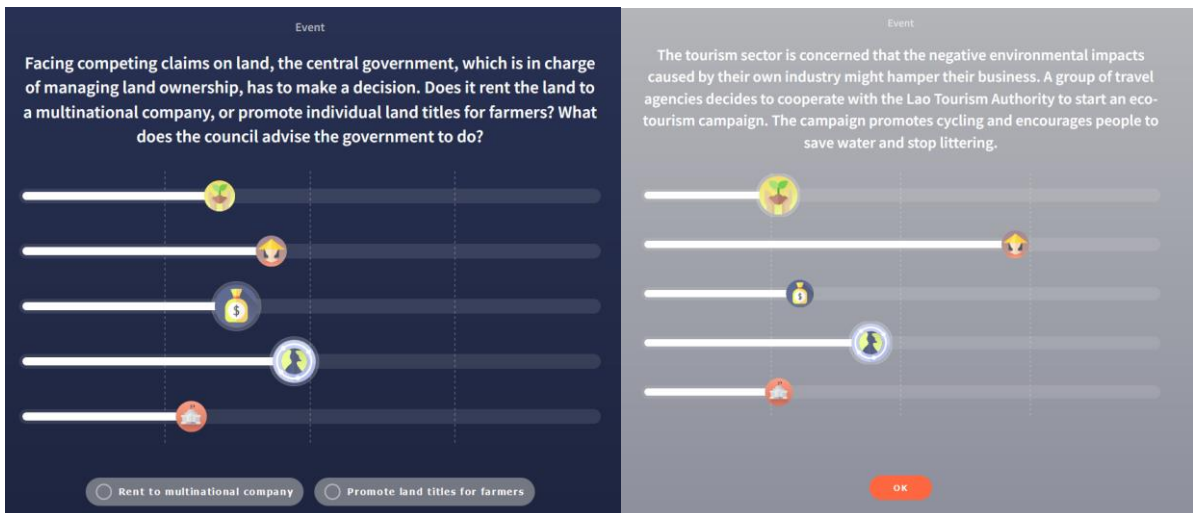 Event
Facing competing claims on land, the central government, which is in charge
of managing land ownership, has to make a decision. Does it rent the land to
a multinational company, or promote individual land titles for farmers? What
does the council advise the government to do?
$
Rent to multinational company
Promote land titles for farmers
Event
The tourism sector is concerned that the negative environmental impacts
caused by their own industry might hamper their business. A group of travel
agencies decides to cooperate with the Lao Tourism Authority to start an eco-
tourism campaign. The campaign promotes cycling and encourages people to
save water and stop littering.
$
OK